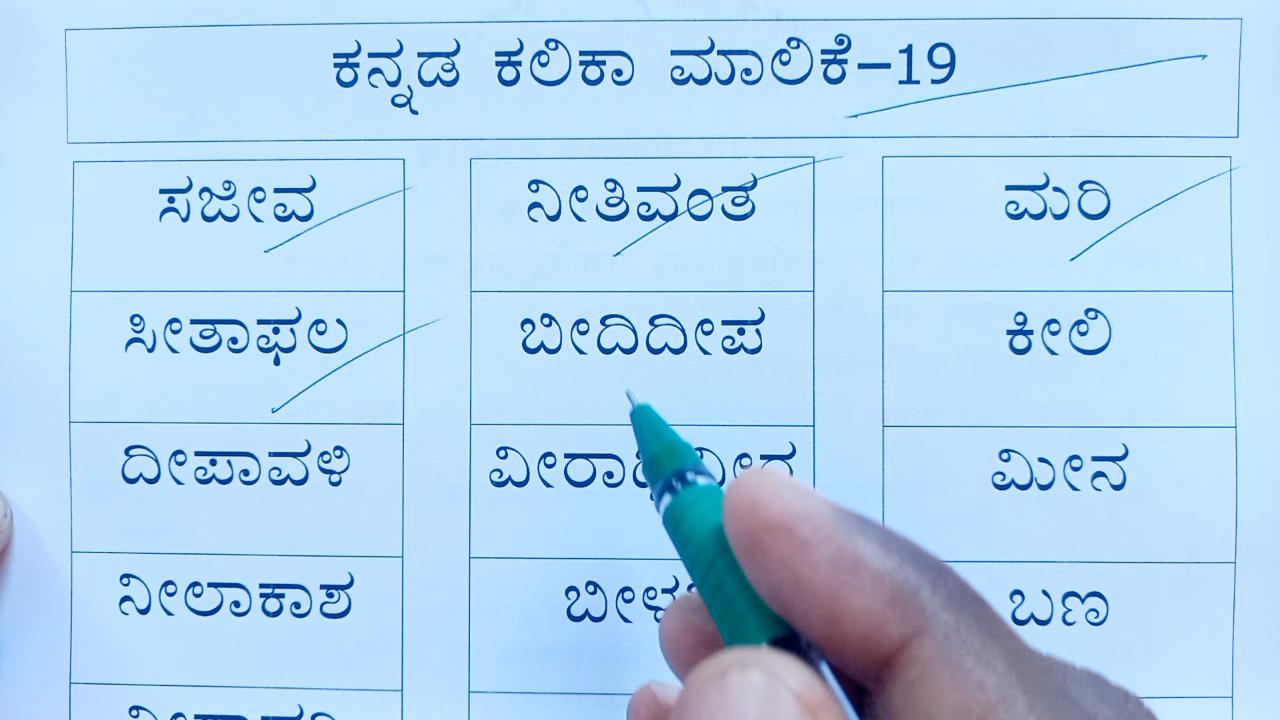 ಕನ್ನಡ ಕಲಿಕಾ ಮಾಲಿಕೆ–19
ಸಜೀವ ನೀತಿವಂತ ಮರಿ
ಸೀತಾಫಲ ಬೀದಿದೀಪ ಕೀಲಿ
ದೀಪಾವಳಿ ಮೀನ
ನೀಲಾಕಾಶ ಬಣ